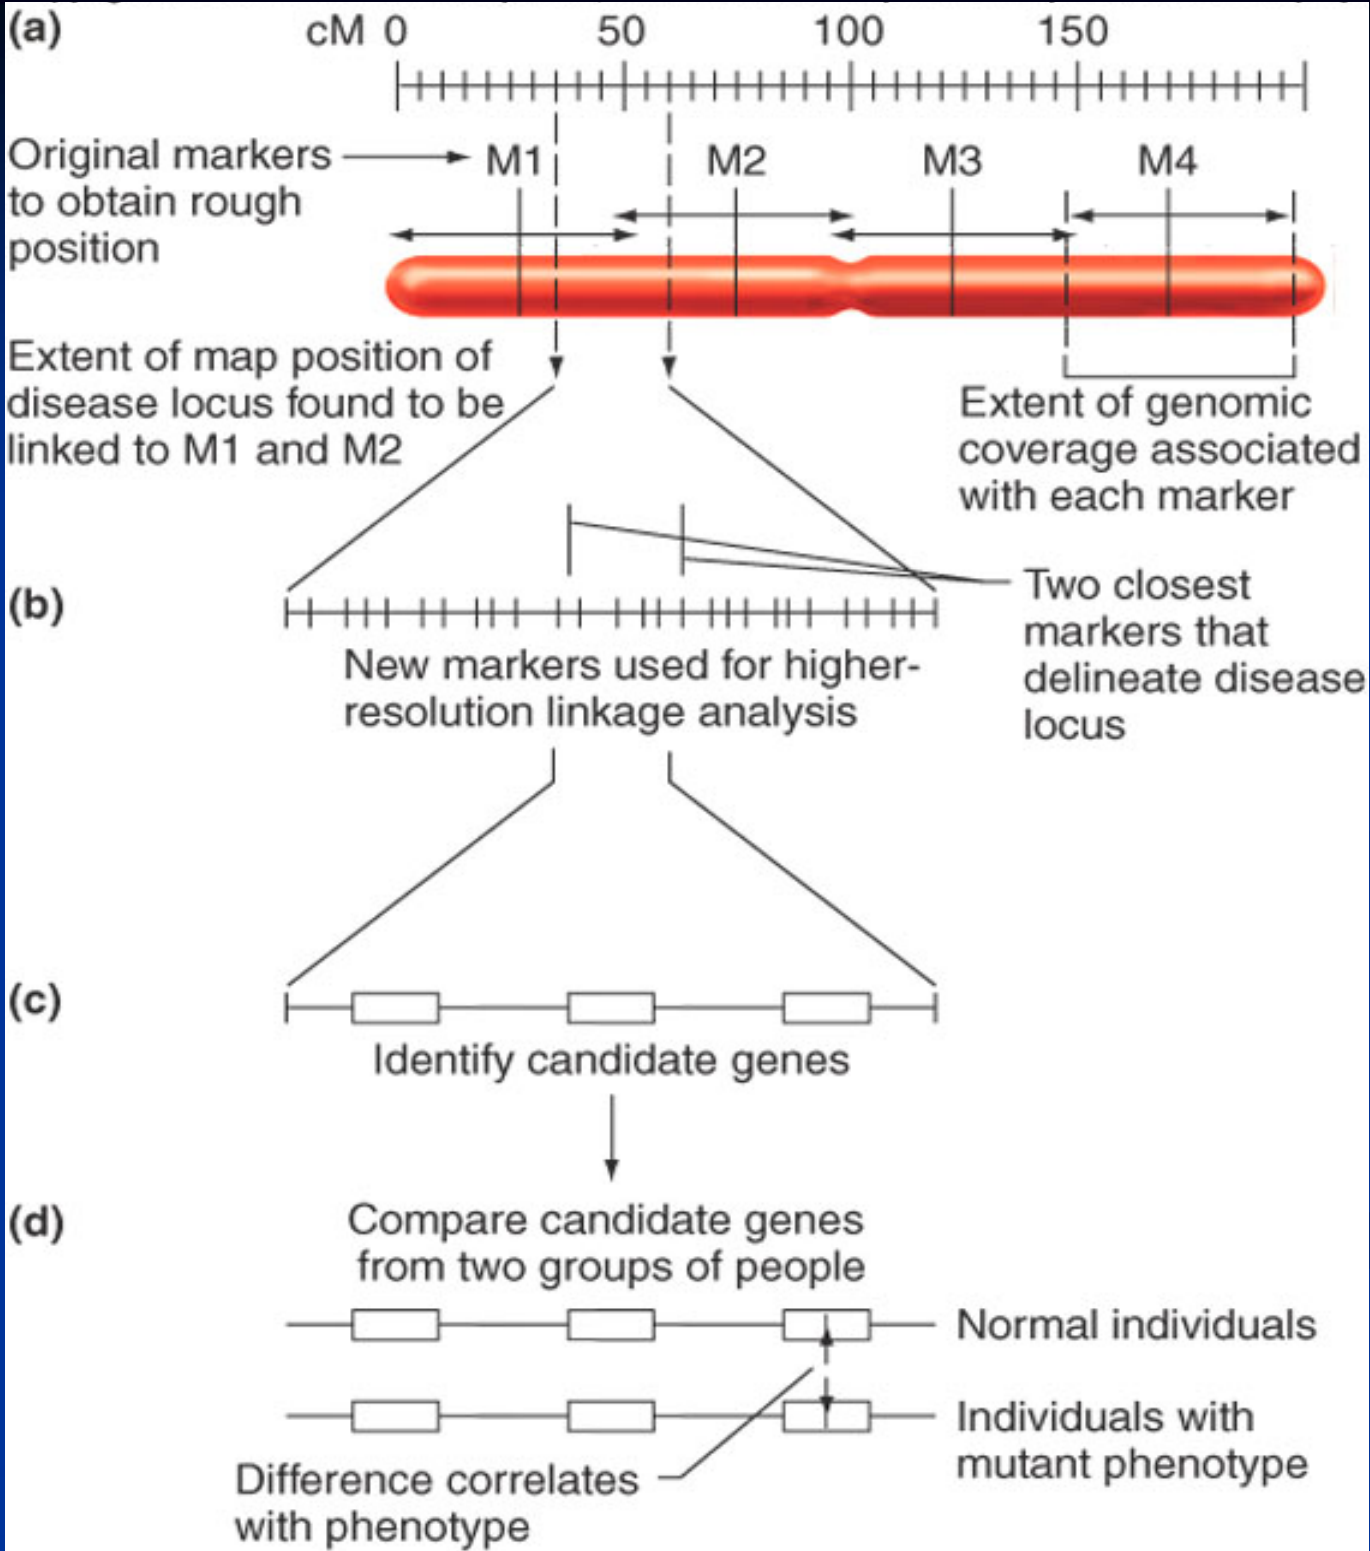 (a)
cM 0 50 100 150
Original markers
to obtain rough
position
M1 M2 M3 M4
Extent of map position of
disease locus found to be
linked to M1 and M2
Extent of genomic
coverage associated
with each marker
(b)
Two closest
markers that
delineate disease
locus
New markers used for higher-
resolution linkage analysis
(c)
Identify candidate genes
(d)
Compare candidate genes
from two groups of people
Normal individuals
Individuals with
mutant phenotype
Difference correlates
with phenotype